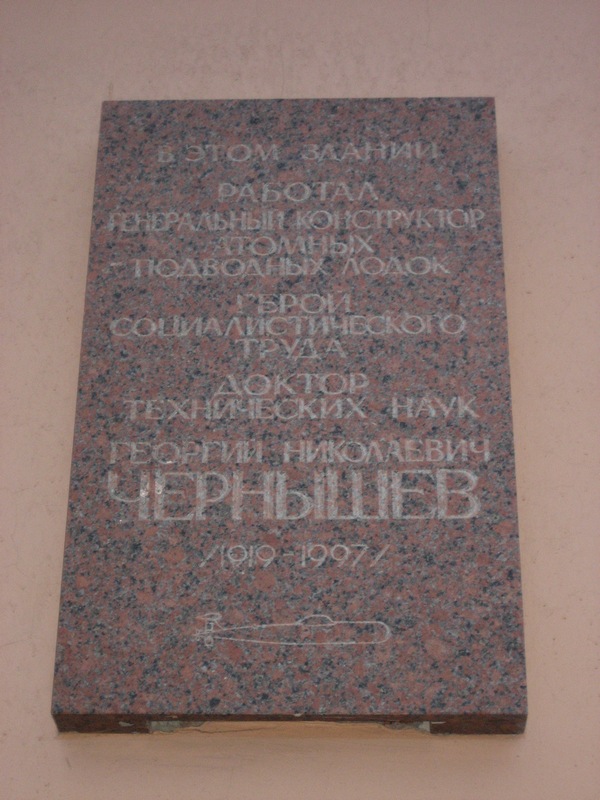 В ЭТОМ ЗДАНИИ
РАБОТАЛ
ГЕНЕРАЛЬНЫЙ КОНСТРУКТОР
АТОМНЫХ
ПОДВОДНЫХ ЛОДОК
ГЕРОЙ
СОЦИАЛИСТИЧЕСКОГО
ТРУДА
ДОКТОР
ТЕХНИЧЕСКИХ НАУК
ГЕОРГИЙ НИКОЛАЕВИЧ
ЧЕРНЫШЕВ
/1919-1997/